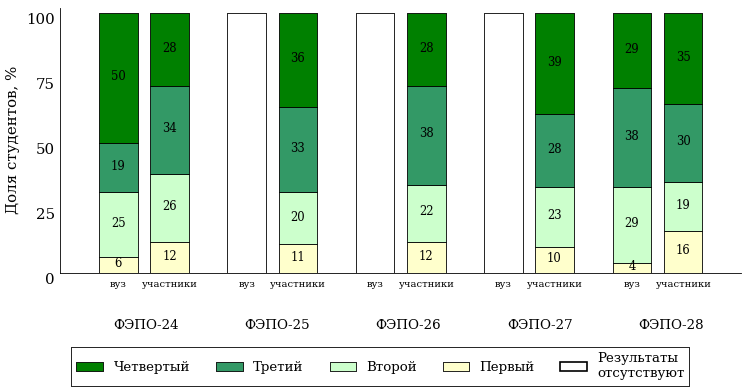 Доля студентов, %
100
75
50
25
0
50 28 36 28 39 29 35
19 34 33 38 28 38 30
25 26 20 22 23 29 19
6 12 11 12 10 4 16
вуз участники вуз участники вуз участники вуз участники вуз участники
ФЭПО-24 ФЭПО-25 ФЭПО-26 ФЭПО-27 ФЭПО-28
Четвертый Третий Второй Первый Результаты
отсутствуют